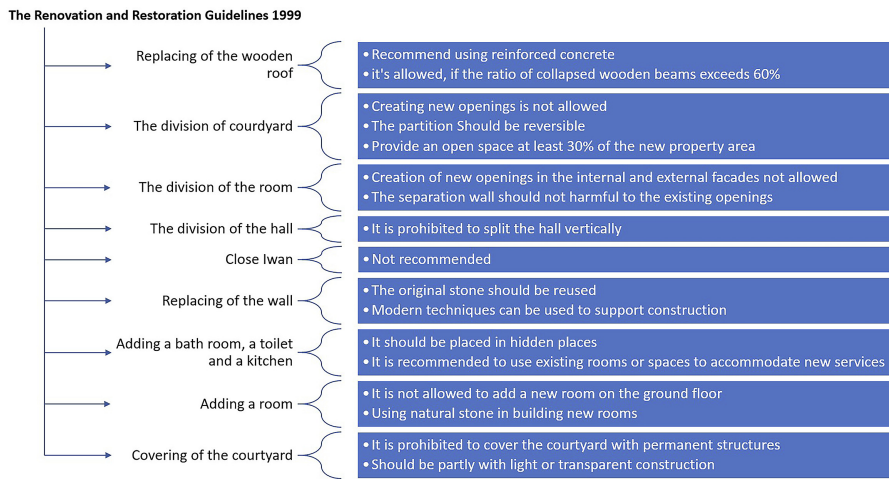 The Renovation and Restoration Guidelines 1999
Replacing of the wooden
roof
• Recommend using reinforced concrete
• it's allowed, if the ratio of collapsed wooden beams exceeds 60%
The division of courdyard
• Creating new openings is not allowed
• The partition Should be reversible
• Provide an open space at least 30% of the new property area
The division of the room
• Creation of new openings in the internal and external facades not allowed
• The separation wall should not harmful to the existing openings
The division of the hall
• It is prohibited to split the hall vertically
Close Iwan
• Not recommended
Replacing of the wall
• The original stone should be reused
• Modern techniques can be used to support construction
Adding a bath room, a toilet
and a kitchen
• It should be placed in hidden places
• It is recommended to use existing rooms or spaces to accommodate new services
Adding a room
• It is not allowed to add a new room on the ground floor
• Using natural stone in building new rooms
Covering of the courtyard
• It is prohibited to cover the courtyard with permanent structures
• Should be partly with light or transparent construction